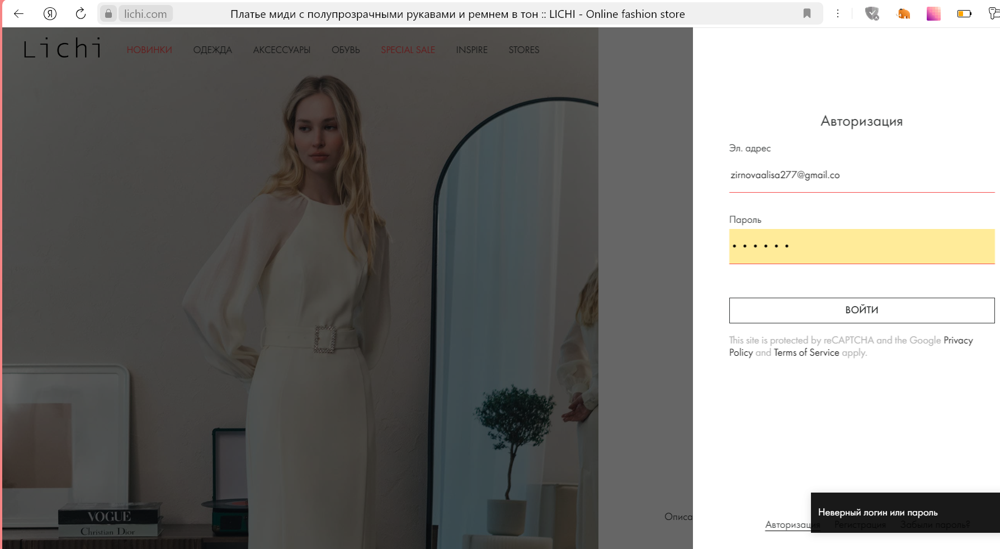 Я
lichi.com
Платье миди с полупрозрачными рукавами и ремнем в тон :: LICHI - Online fashion store
Lichi
НОВИНКИ
ОДЕЖДА
АКСЕССУАРЫ
ОБУВЬ
SPECIAL SALE
INSPIRE
STORES
Авторизация
Эл. адрес
zirnovaalisa277@gmail.co
Пароль
ВОЙТИ
This site is protected by reCAPTCHA and the Google Privacy
Policy and Terms of Service apply.
VOGUE
Christian Dior
Описа
Неверный логин или пароль
Авторизация
Регистрация
Забыли пароль?